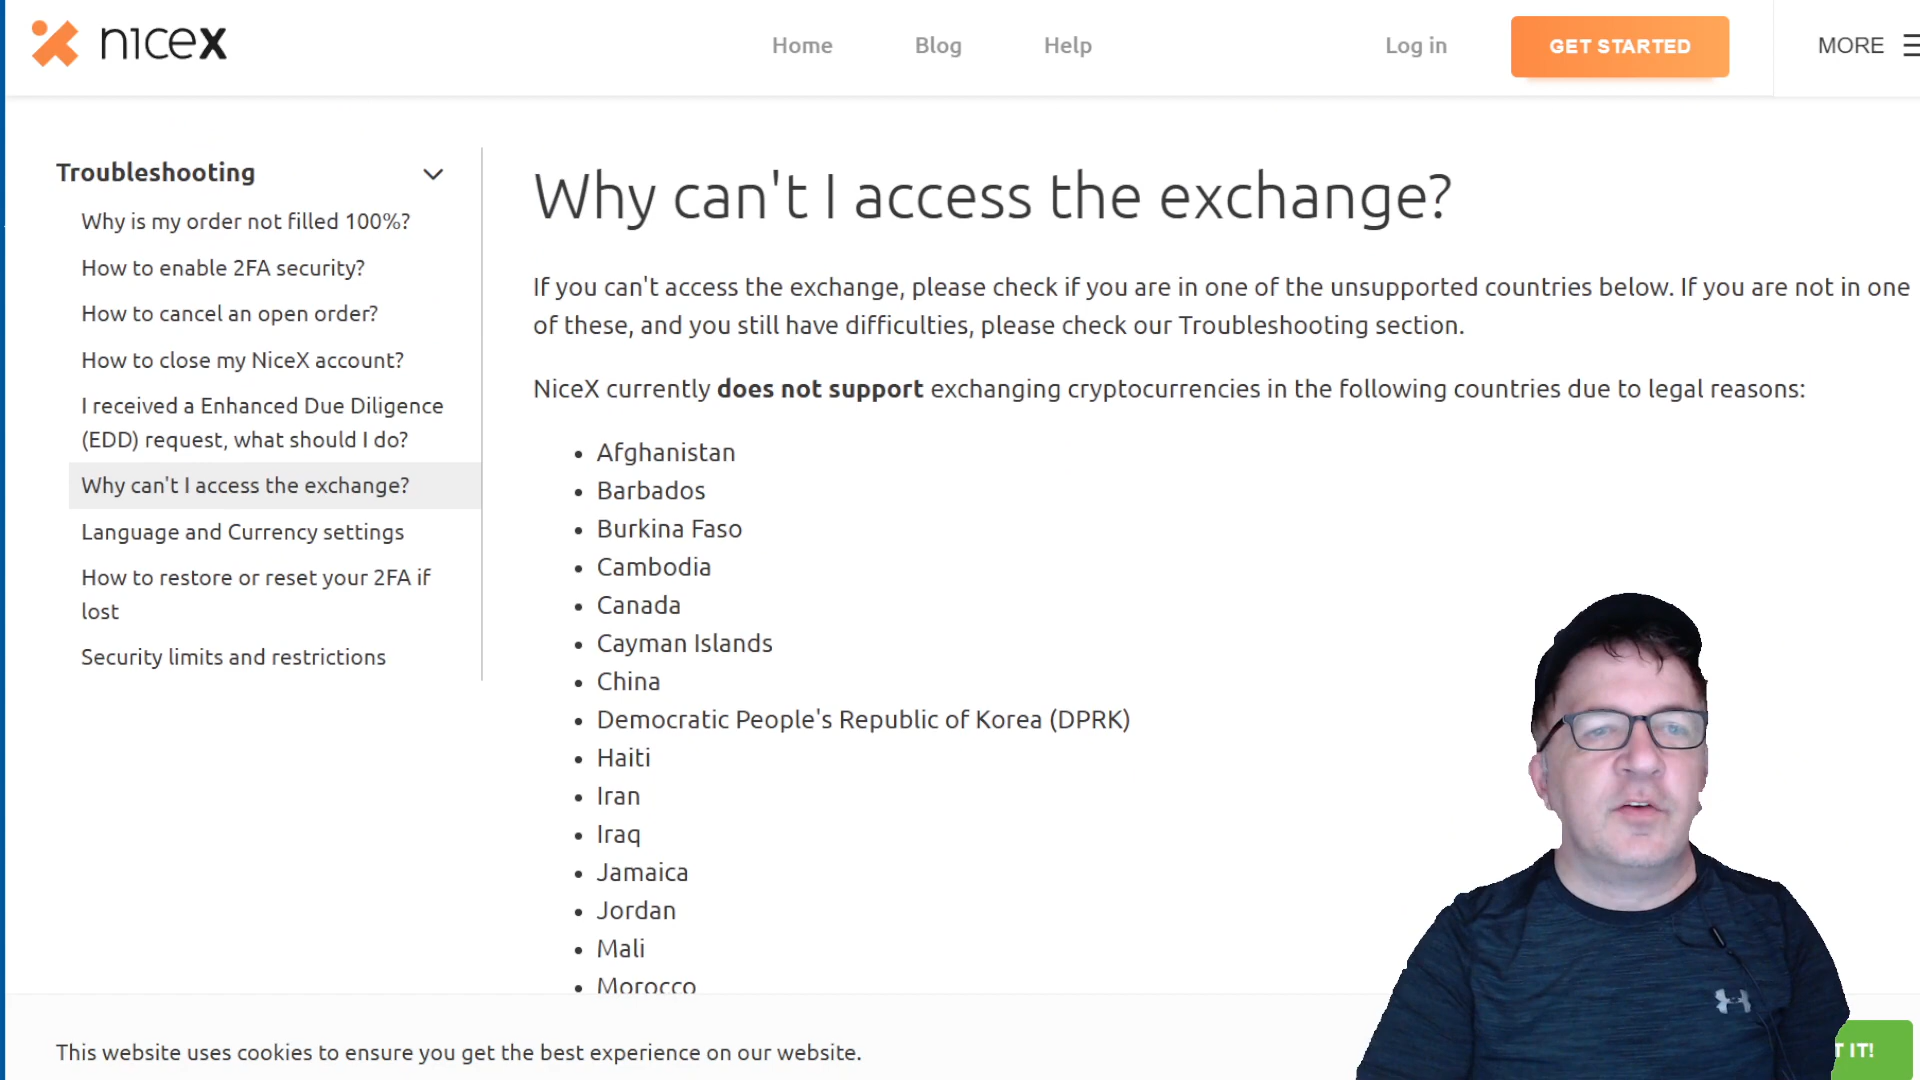 nicex
Home
Blog
Help
Log in
GET STARTED
MORE
Troubleshooting
Why is my order not filled 100%?
How to enable 2FA security?
How to cancel an open order?
How to close my NiceX account?
I received a Enhanced Due Diligence
(EDD) request, what should I do?
Why can't I access the exchange?
Language and Currency settings
How to restore or reset your 2FA if
lost
Security limits and restrictions
Why can't I access the exchange?
If you can't access the exchange, please check if you are in one of the unsupported countries below. If you are not in one
of these, and you still have difficulties, please check our Troubleshooting section.
NiceX currently does not support exchanging cryptocurrencies in the following countries due to legal reasons:
Afghanistan
Barbados
Burkina Faso
Cambodia
Canada
Cayman Islands
China
Democratic People's Republic of Korea (DPRK)
Haiti
Iran
Iraq
Jamaica
Jordan
Mali
Morocco
This website uses cookies to ensure you get the best experience on our website.
T IT!